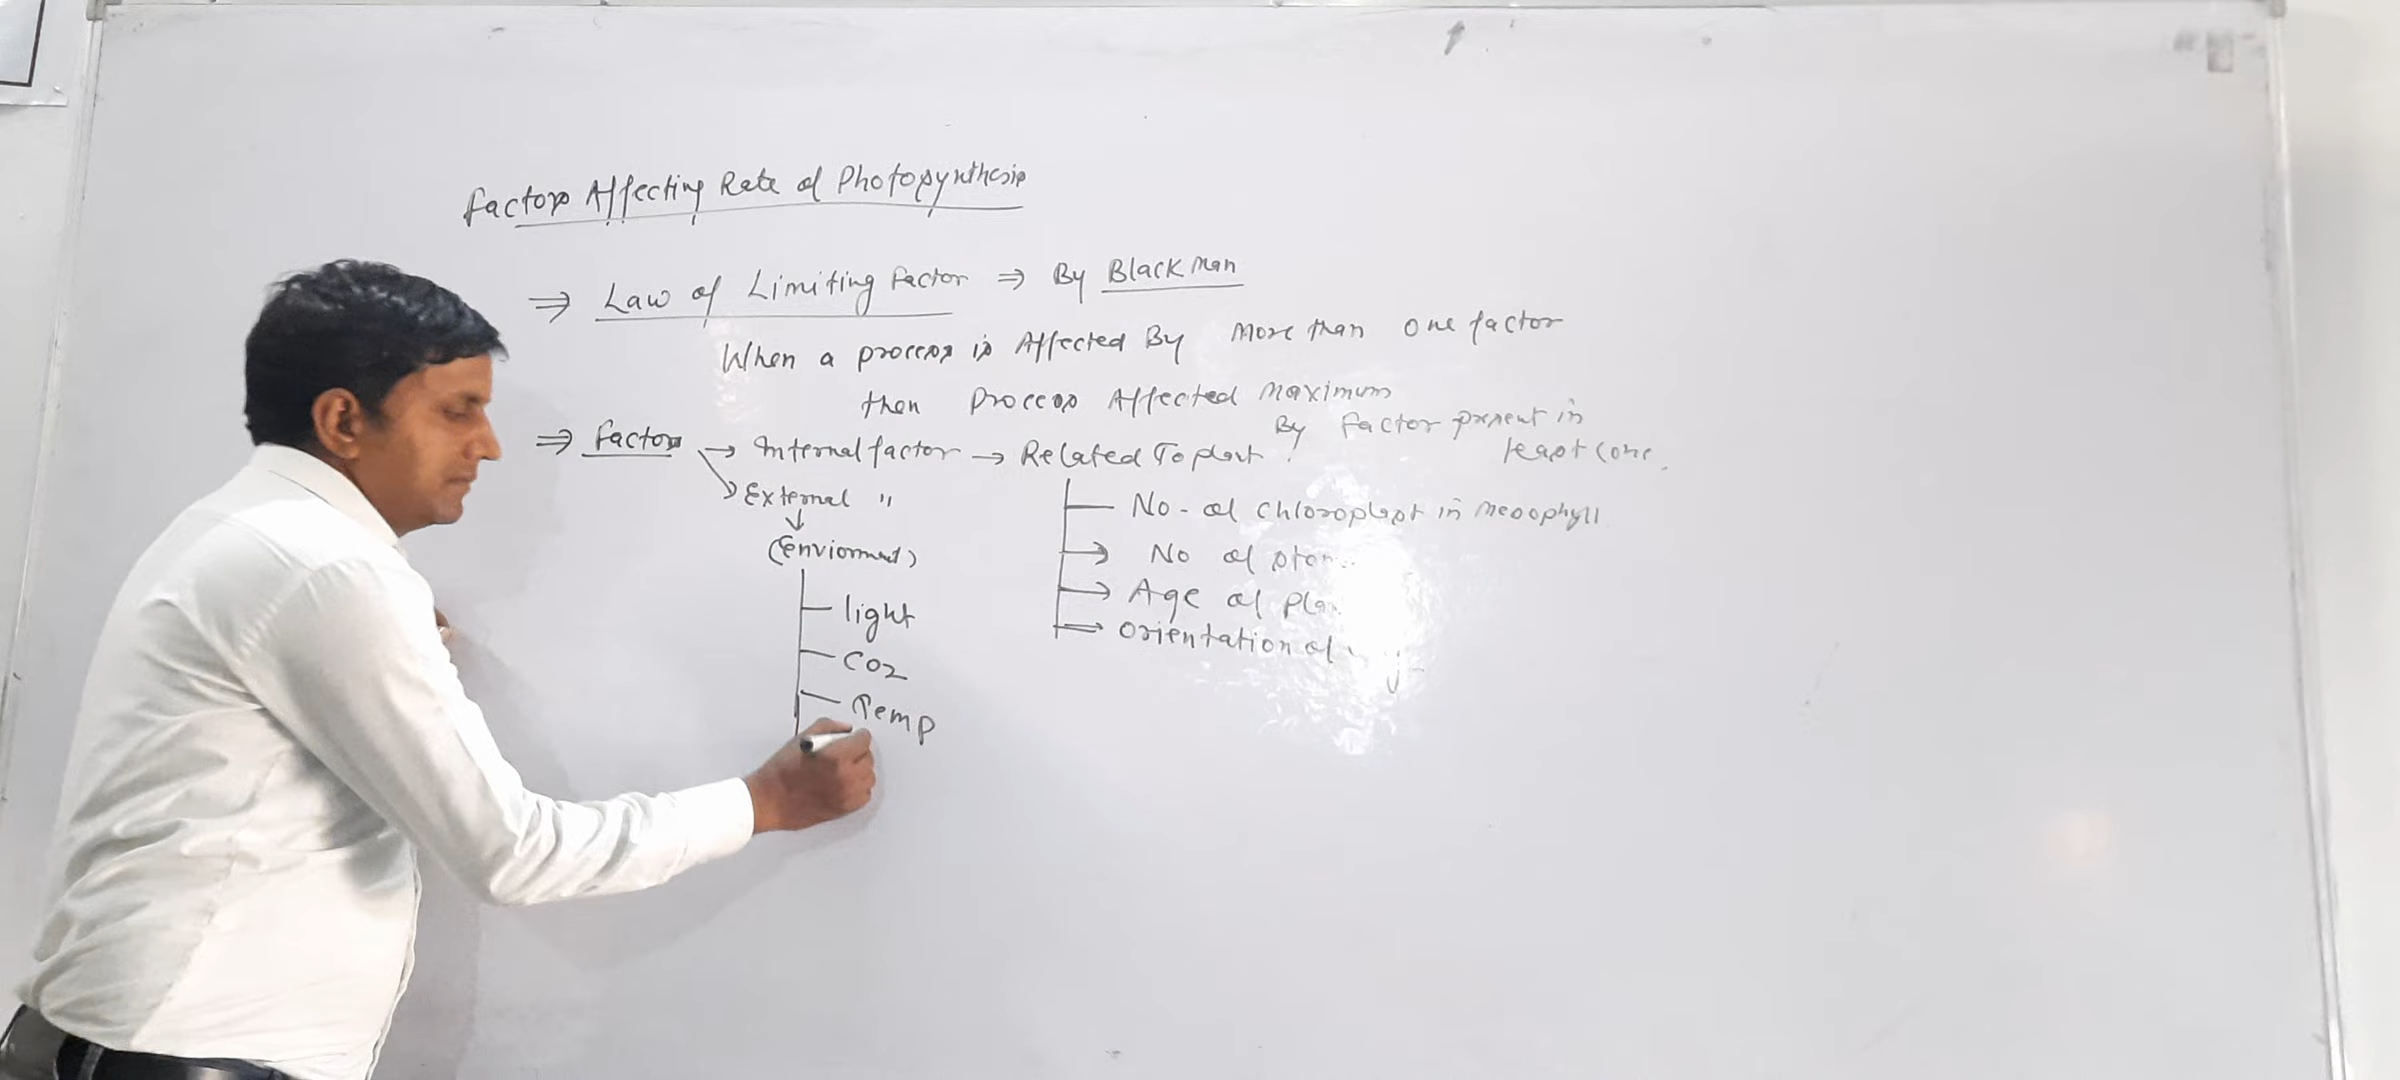 Factors Affecting Rate of Photosynthesis
⇒ Law of Limiting Factor ⇒ By Blackman
When a process is Affected By More than one factor
then Process Affected Maximum
By Factor present in
least conc.
⇒ Factors → Internal factor → Related To plant
External "
(Enviorment)
No. of Chloroplast in mesophyll
No of
Age of
Orientation of
light
CO2
Temp